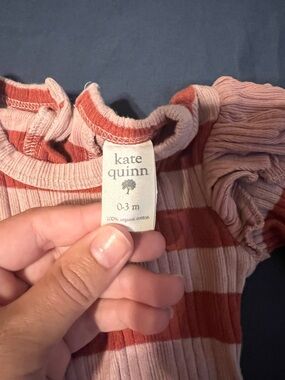 kate
quinn
0-3 m
100% organic cotton